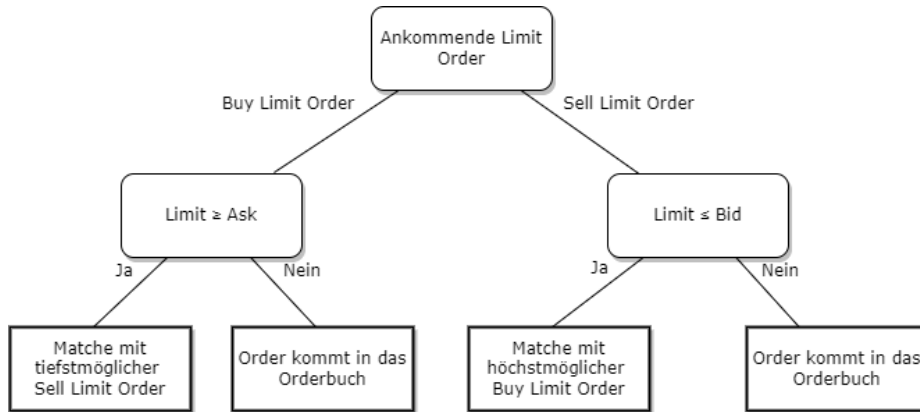 Ankommende Limit
Order
Buy Limit Order
Sell Limit Order
Limit ≥ Ask
Limit ≤ Bid
Ja
Nein
Ja
Nein
Matche mit
tiefstmöglicher
Sell Limit Order
Order kommt in das
Orderbuch
Matche mit
höchstmöglicher
Buy Limit Order
Order kommt in das
Orderbuch